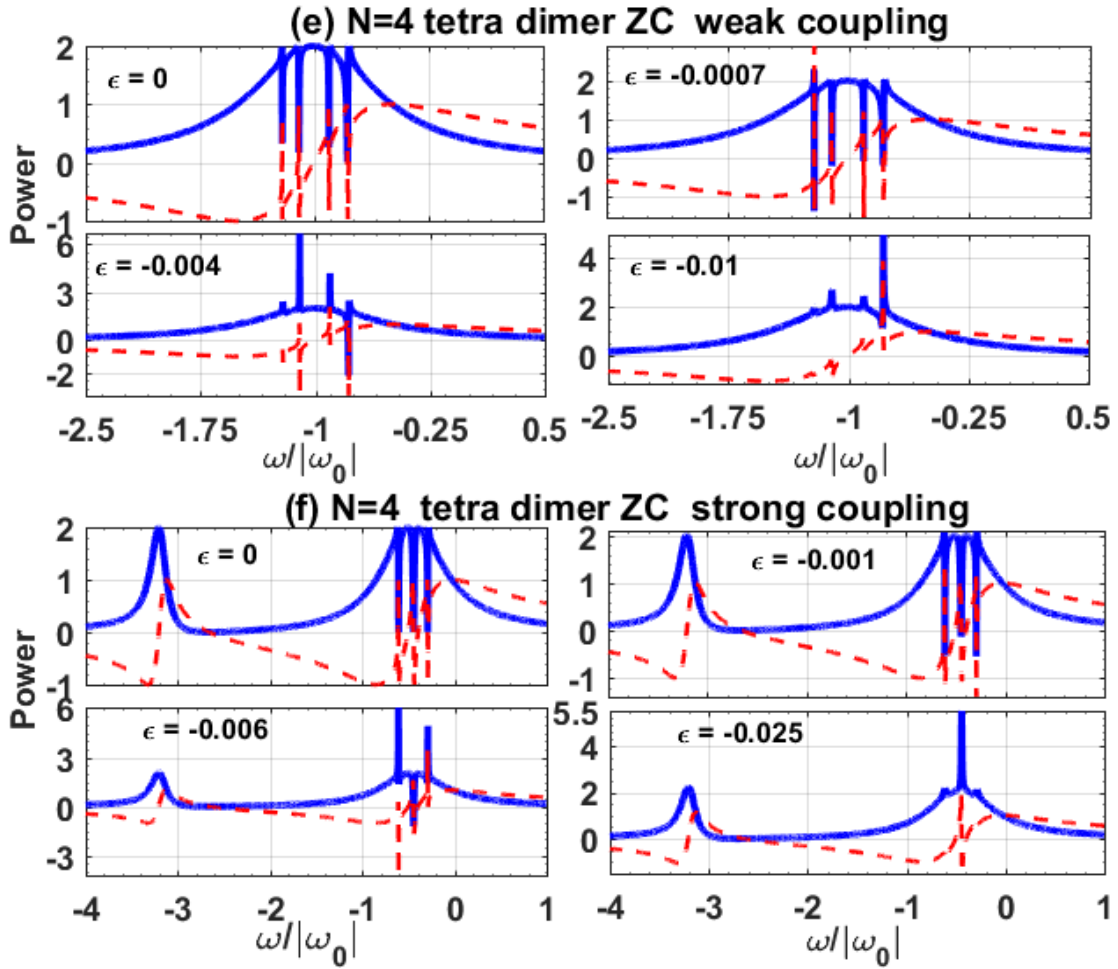 (e) N=4 tetra dimer ZC weak coupling
Power
2
1
0
-1
ϵ = 0
2
1
0
-1
ϵ = -0.0007
6
3
0
-2
ϵ = -0.004
4
2
0
ϵ = -0.01
-2.5 -1.75 -1 -0.25 0.5
ω/|ω₀|
-2.5 -1.75 -1 -0.25 0.5
ω/|ω₀|
(f) N=4 tetra dimer ZC strong coupling
Power
2
1
0
-1
ϵ = 0
2
1
0
-1
ϵ = -0.001
6
3
0
-3
ϵ = -0.006
5.5
4
2
0
ϵ = -0.025
-4 -3 -2 -1 0 1
ω/|ω₀|
-4 -3 -2 -1 0 1
ω/|ω₀|